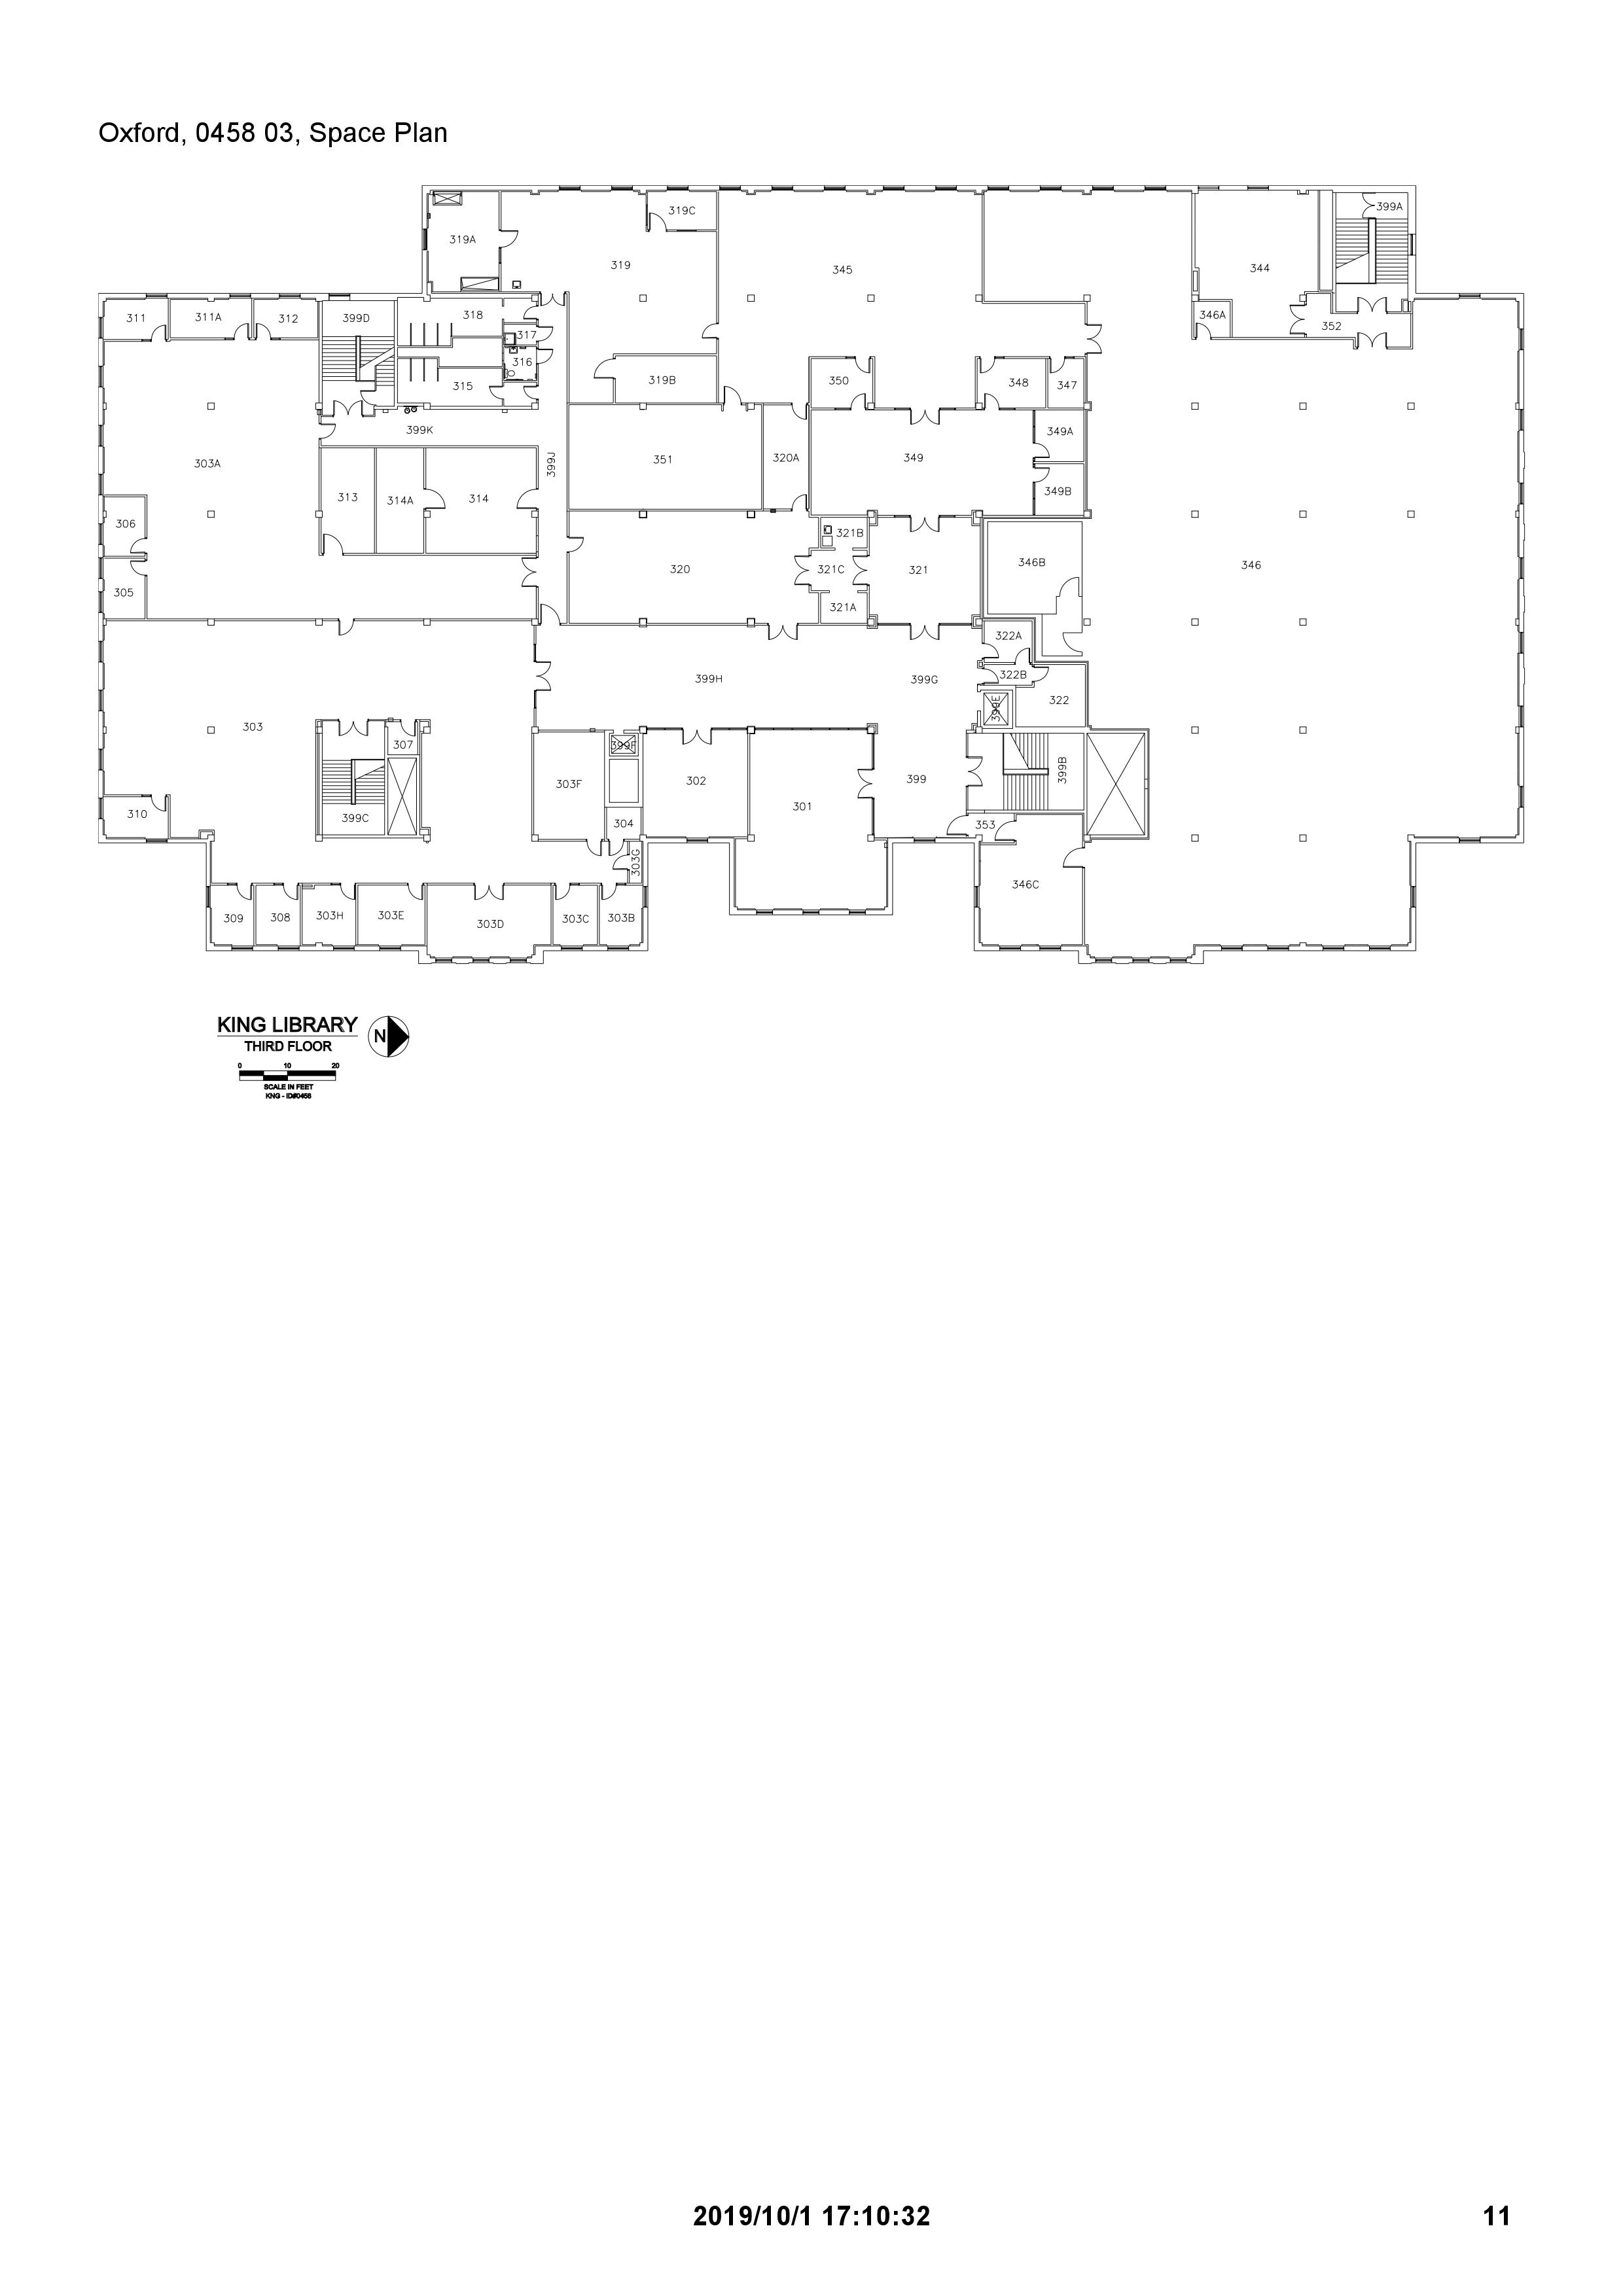 Oxford, 0458 03, Space Plan
399A
319C
319A
319
345
344
311
311A
312
399D
318
317
316
315
346A
352
319B
350
348
347
399K
349A
303A
351
320A
349
399J
313
314A
314
349B
306
321B
346B
346
305
320
321C
321
321A
322A
322B
399H
399G
322
399E
303
307
399F
399B
303F
302
399
301
310
399C
304
353
303G
346C
309
308
303H
303E
303D
303C
303B
KING LIBRARY
THIRD FLOOR
N
0 10 20
SCALE IN FEET
KNG - ID#0458
2019/10/1 17:10:32
11